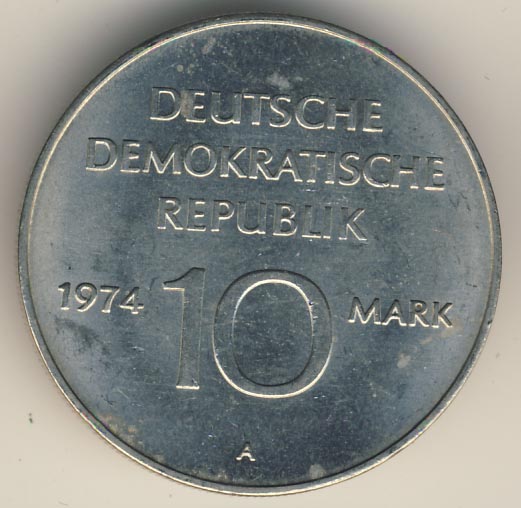 DEUTSCHE
DEMOKRATISCHE
REPUBLIK
1974 10 MARK
A